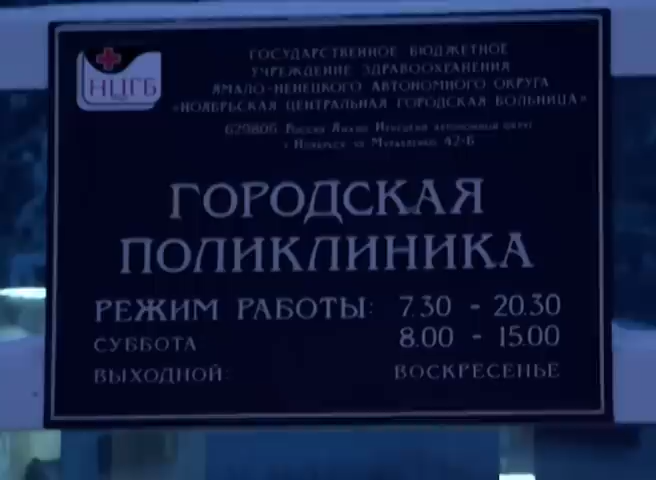 НЦГБ
ГОСУДАРСТВЕННОЕ БЮДЖЕТНОЕ
УЧРЕЖДЕНИЕ ЗДРАВООХРАНЕНИЯ
ЯМАЛО-НЕНЕЦКОГО АВТОНОМНОГО ОКРУГА
«НОЯБРЬСКАЯ ЦЕНТРАЛЬНАЯ ГОРОДСКАЯ БОЛЬНИЦА»
629806, Россия Ямало Ненецкий автономный округ
г Ноябрьск ул Муравленко 42-Б
ГОРОДСКАЯ
ПОЛИКЛИНИКА
РЕЖИМ РАБОТЫ: 7.30 - 20.30
СУББОТА 8.00 - 15.00
ВЫХОДНОЙ: ВОСКРЕСЕНЬЕ